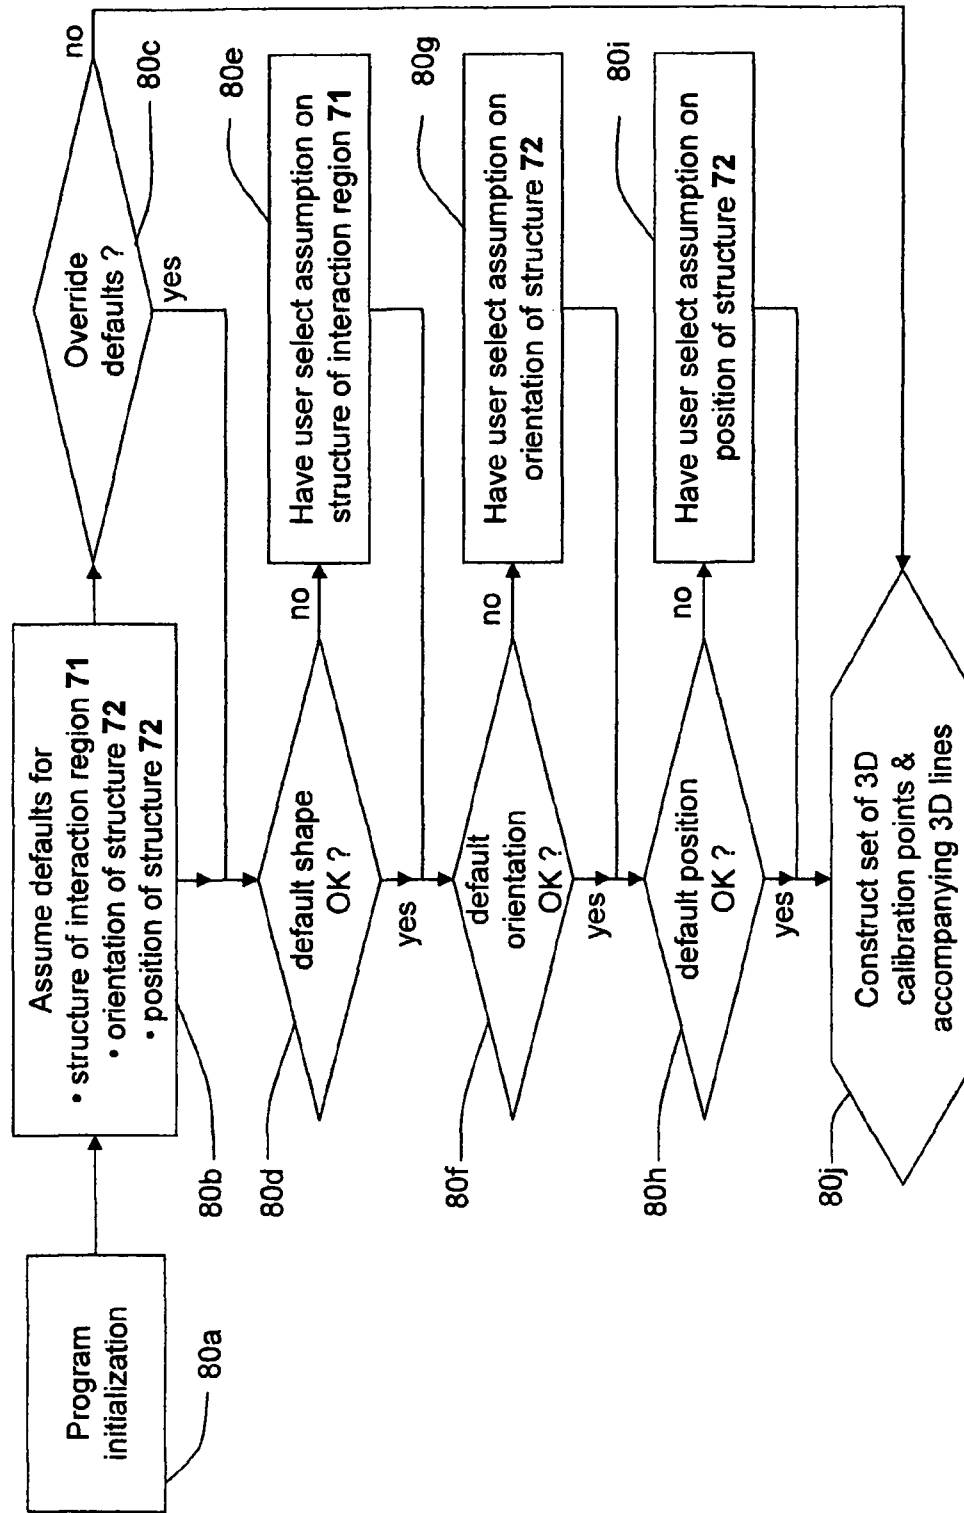 Program
initialization
80a
Assume defaults for
• structure of interaction region 71
• orientation of structure 72
• position of structure 72
80b
Override
defaults ?
80c
no
yes
default shape
OK ?
80d
no
yes
Have user select assumption on
structure of interaction region 71
80e
default
orientation
OK ?
80f
no
yes
Have user select assumption on
orientation of structure 72
80g
default position
OK ?
80h
no
yes
Have user select assumption on
position of structure 72
80i
Construct set of 3D
calibration points &
accompanying 3D lines
80j